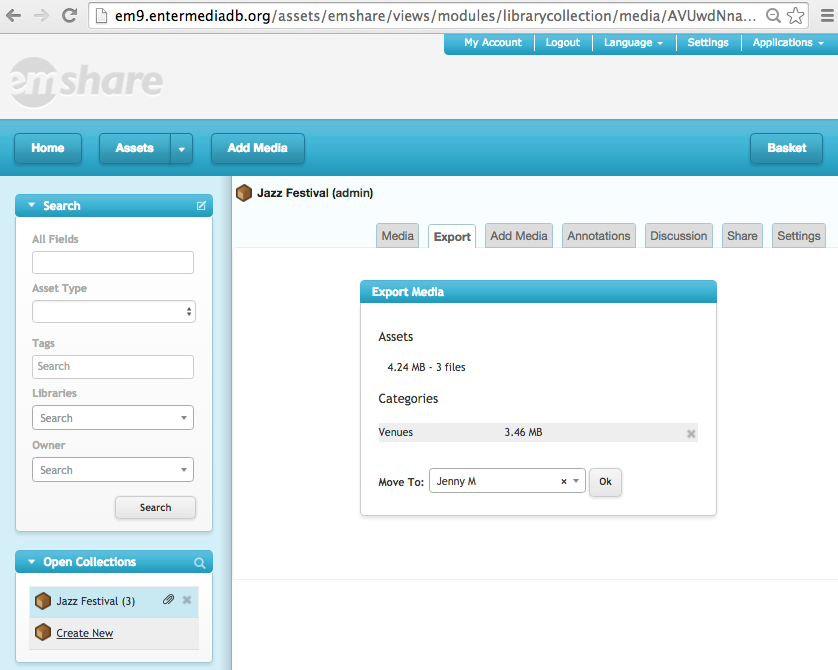 em9.entermediadb.org/assets/emshare/views/modules/librarycollection/media/AVUwdNna...
My Account Logout Language Settings Applications
emshare
Home Assets Add Media Basket
Search
All Fields
Asset Type
Tags
Search
Libraries
Search
Owner
Search
Search
Open Collections
Jazz Festival (3)
Create New
Jazz Festival (admin)
Media Export Add Media Annotations Discussion Share Settings
Export Media
Assets
4.24 MB - 3 files
Categories
Venues 3.46 MB
Move To: Jenny M × Ok